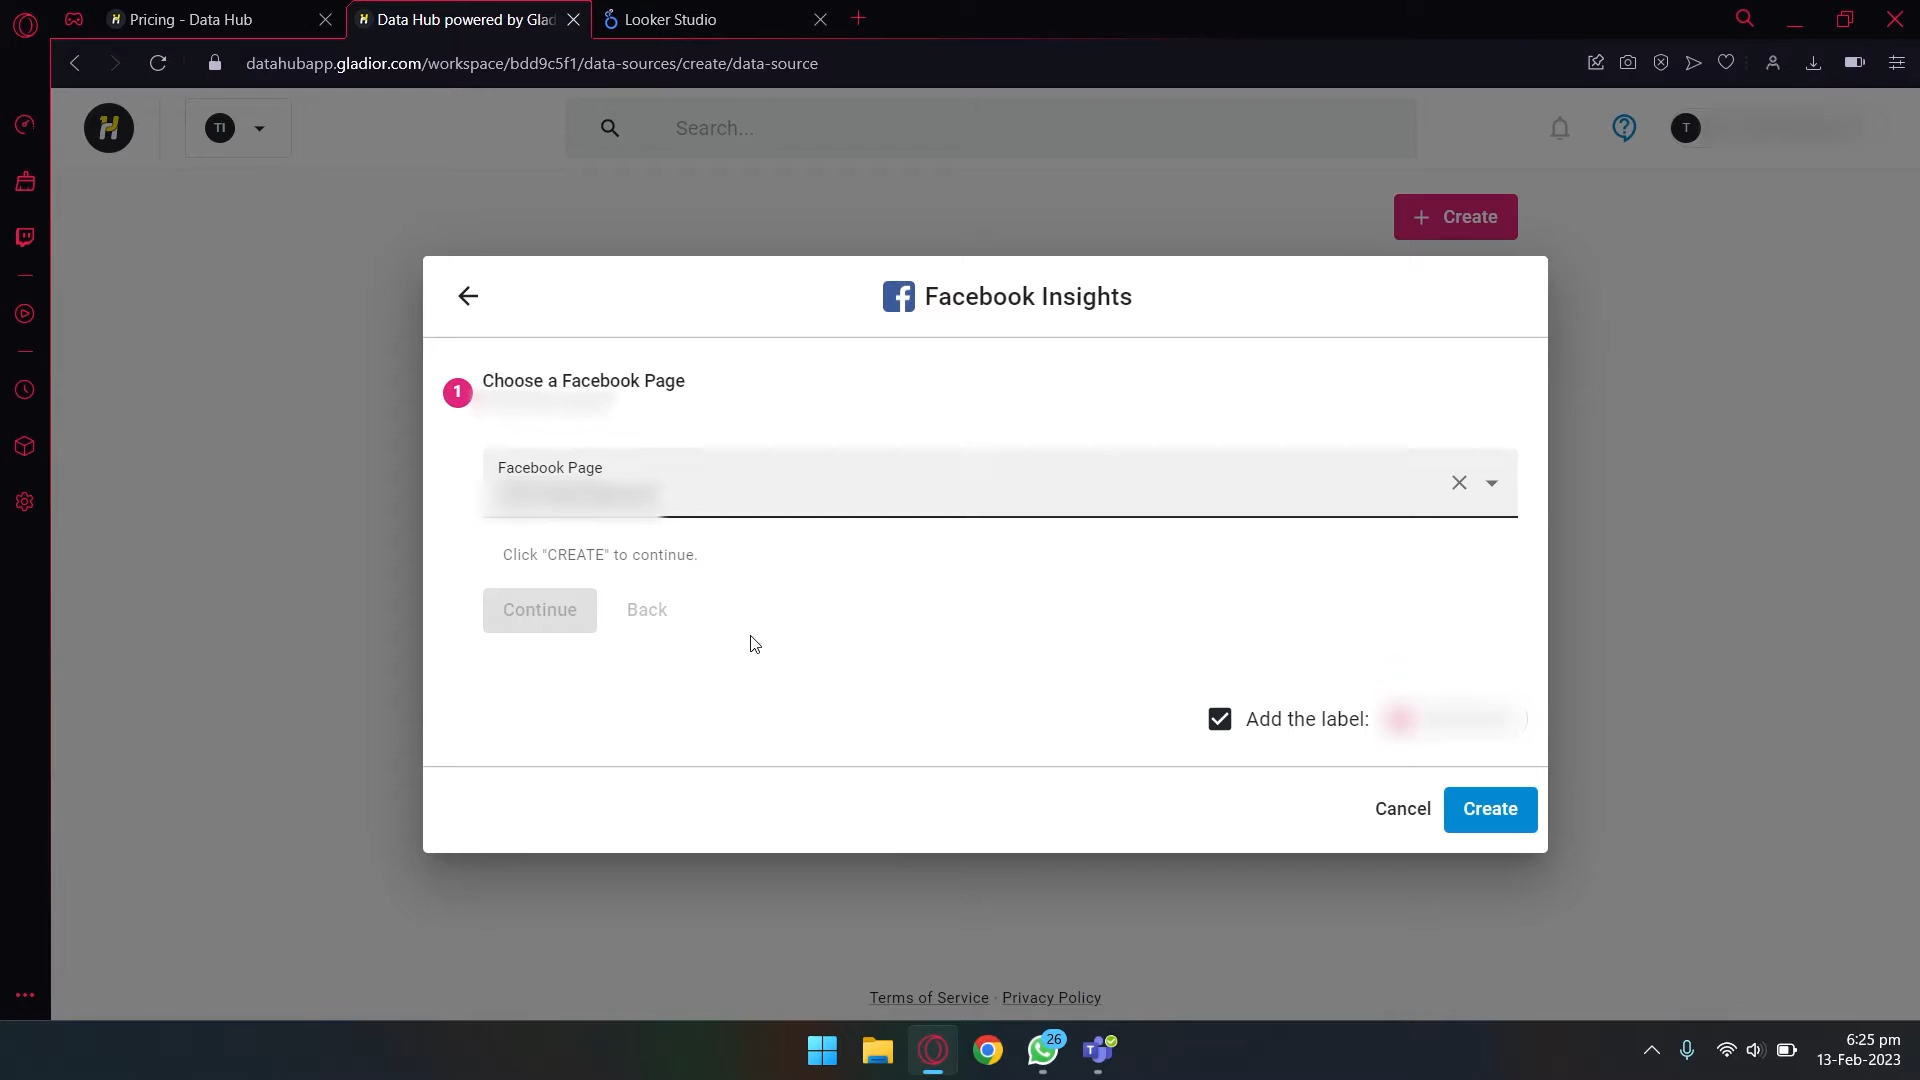 Pricing - Data Hub
Data Hub powered by Glad
Looker Studio
datahubapp.gladior.com/workspace/bdd9c5f1/data-sources/create/data-source
TI
Search...
T
+ Create
Facebook Insights
1
Choose a Facebook Page
Facebook Page
Click "CREATE" to continue.
Continue
Back
Add the label:
Cancel
Create
Terms of Service · Privacy Policy
26
6:25 pm
13-Feb-2023